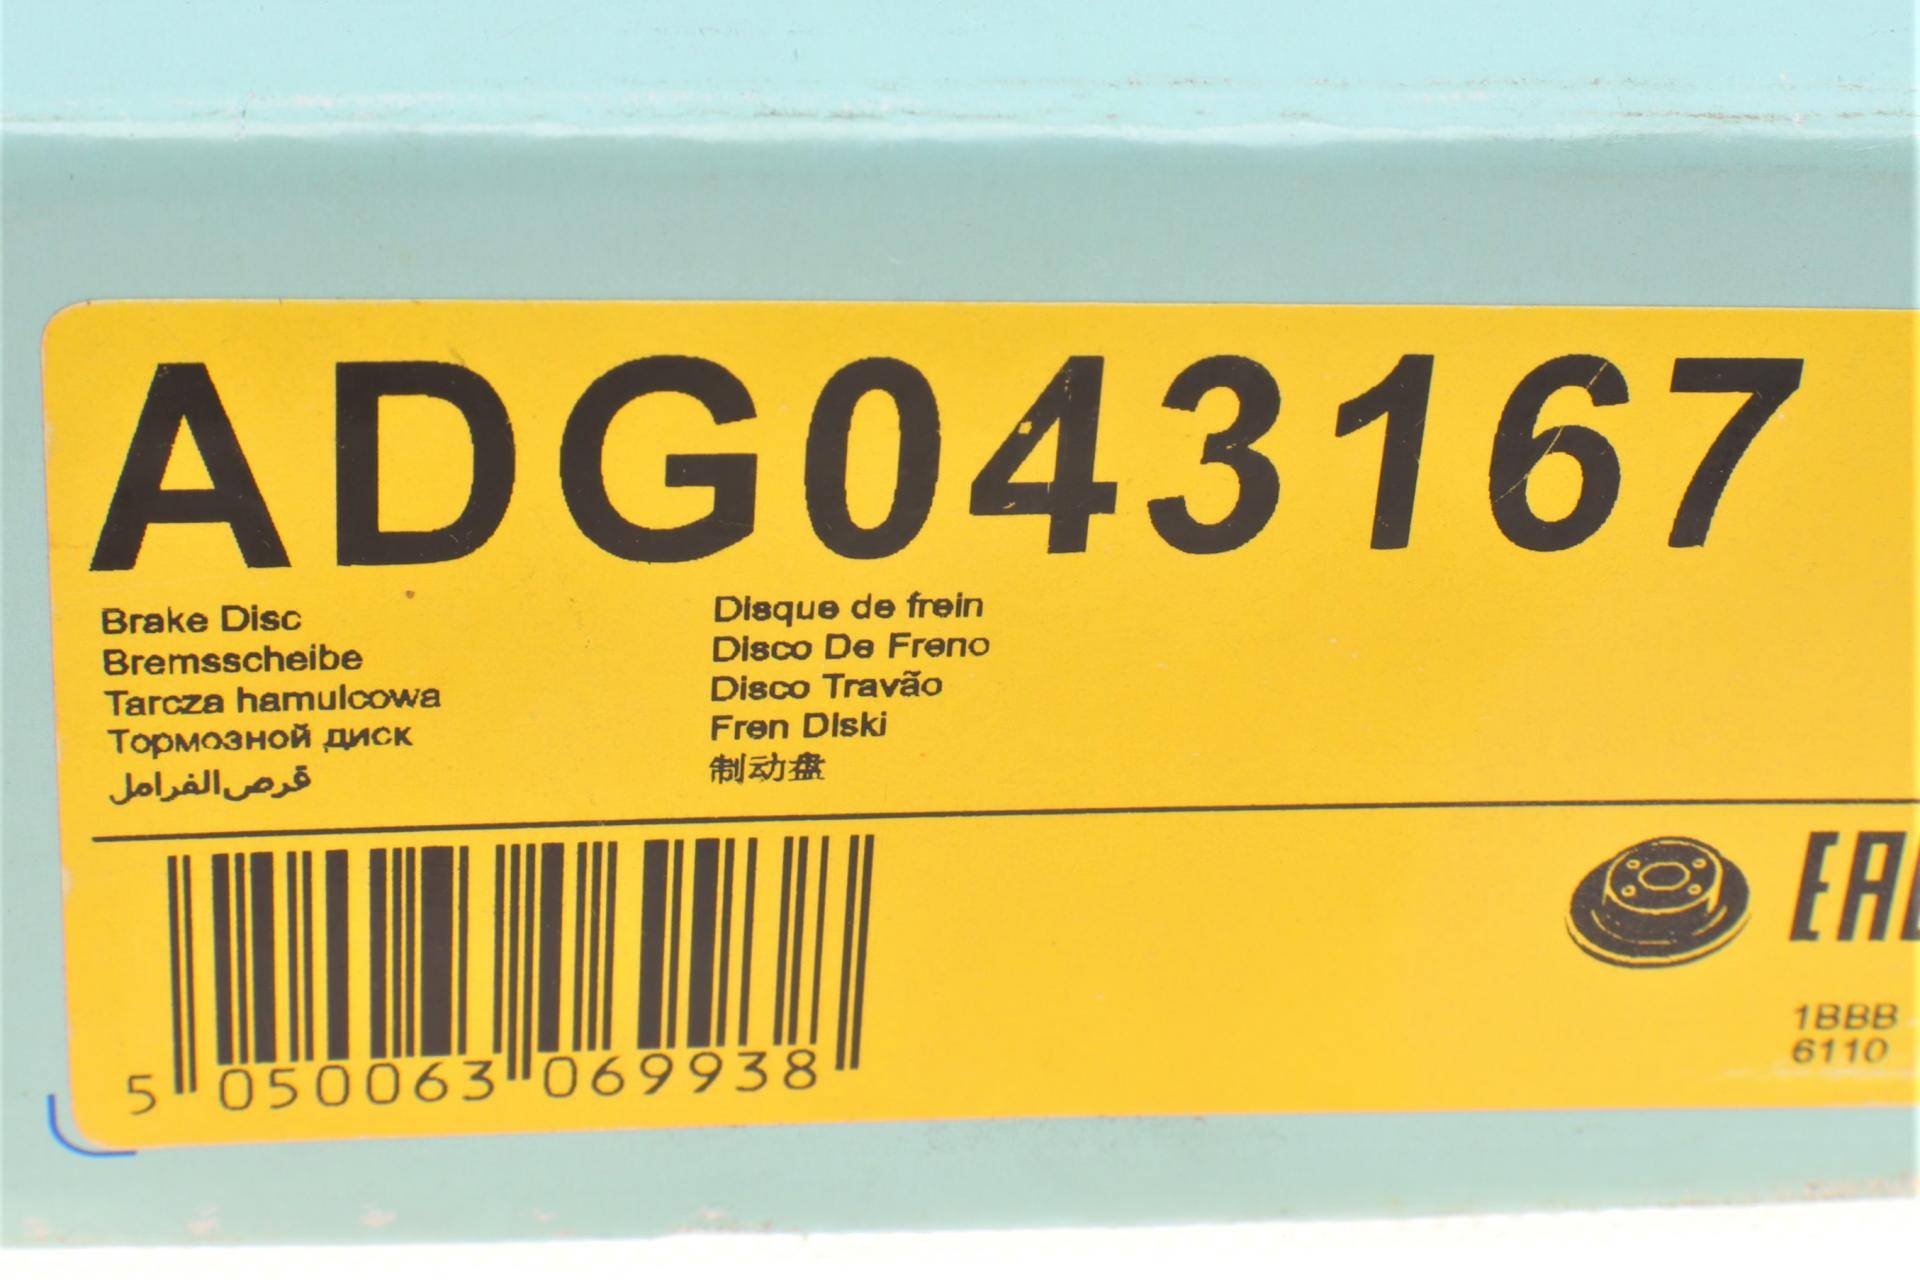 ADG043167
Brake Disc
Bremsscheibe
Tarcza hamulcowa
Тормозной диск
قرص الفرامل
Disque de frein
Disco De Freno
Disco Travão
Fren Diski
制动盘
5 050063 069938
1BBB
6110